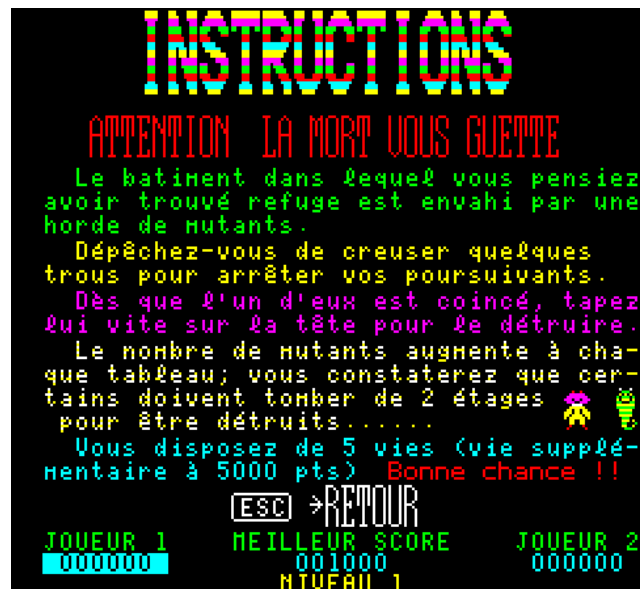 INSTRUCTIONS
ATTENTION LA MORT VOUS GUETTE
Le batiment dans lequel vous pensiez
avoir trouvé refuge est envahi par une
horde de mutants.
Dépêchez-vous de creuser quelques
trous pour arrêter vos poursuivants.
Dès que l'un d'eux est coincé, tapez
lui vite sur la tête pour le détruire.
Le nombre de mutants augmente à cha-
que tableau; vous constaterez que cer-
tains doivent tomber de 2 étages
pour être détruits......
Vous disposez de 5 vies (vie supplé-
mentaire à 5000 pts) Bonne chance !!
ESC →RETOUR
JOUEUR 1 MEILLEUR SCORE JOUEUR 2
000000 001000 000000
NIVEAU 1